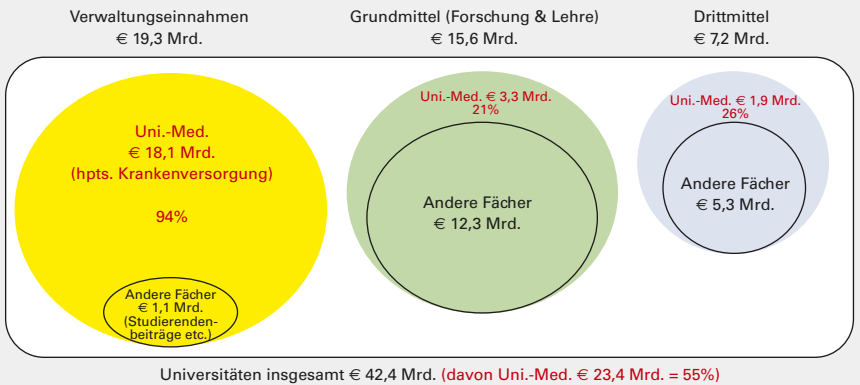 Verwaltungseinnahmen
€ 19,3 Mrd.
Grundmittel (Forschung & Lehre)
€ 15,6 Mrd.
Drittmittel
€ 7,2 Mrd.
Uni.-Med.
€ 18,1 Mrd.
(hpts. Krankenversorgung)
94%
Andere Fächer
€ 1,1 Mrd.
(Studierenden-
beiträge etc.)
Uni.-Med. € 3,3 Mrd.
21%
Andere Fächer
€ 12,3 Mrd.
Uni.-Med. € 1,9 Mrd.
26%
Andere Fächer
€ 5,3 Mrd.
Universitäten insgesamt € 42,4 Mrd. (davon Uni.-Med. € 23,4 Mrd. = 55%)